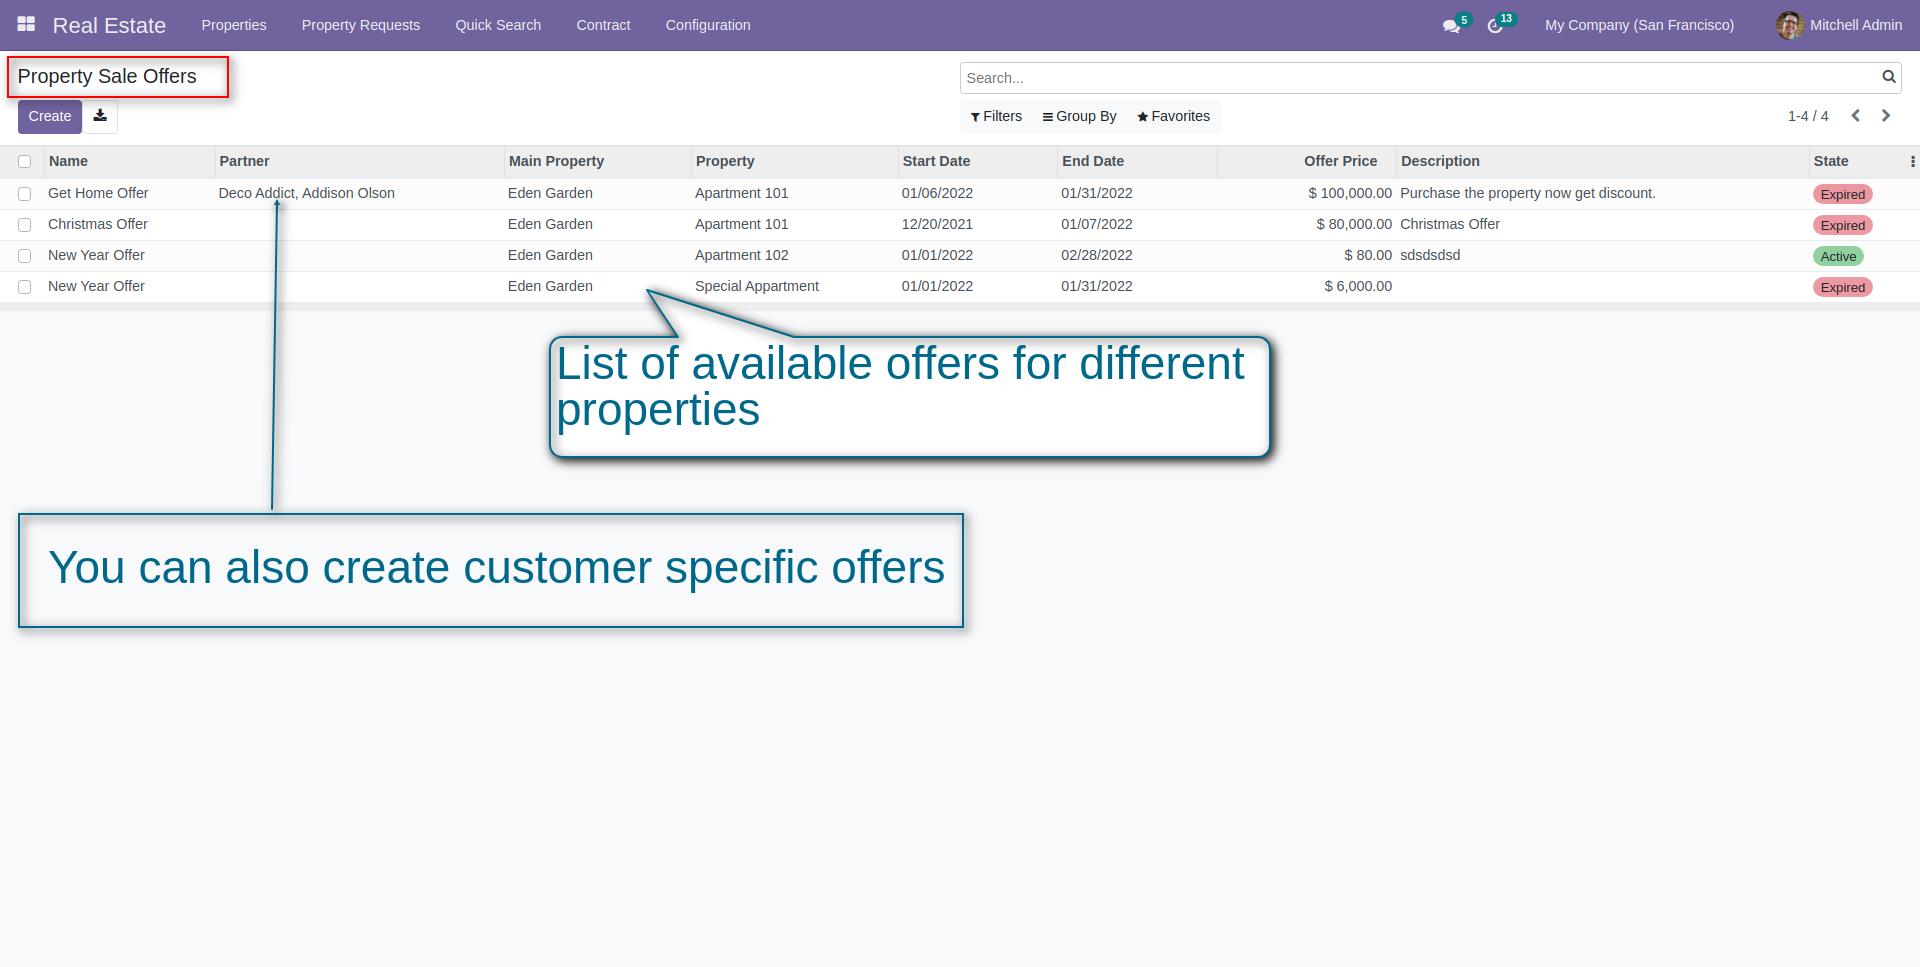 Real Estate Properties Property Requests Quick Search Contract Configuration 5 13 My Company (San Francisco) Mitchell Admin
Property Sale Offers Search...
Create Filters Group By Favorites 1-4 / 4
Name Partner Main Property Property Start Date End Date Offer Price Description State
Get Home Offer Deco Addict, Addison Olson Eden Garden Apartment 101 01/06/2022 01/31/2022 $ 100,000.00 Purchase the property now get discount. Expired
Christmas Offer Eden Garden Apartment 101 12/20/2021 01/07/2022 $ 80,000.00 Christmas Offer Expired
New Year Offer Eden Garden Apartment 102 01/01/2022 02/28/2022 $ 80.00 sdsdsdsd Active
New Year Offer Eden Garden Special Appartment 01/01/2022 01/31/2022 $ 6,000.00 Expired
List of available offers for different
properties
You can also create customer specific offers